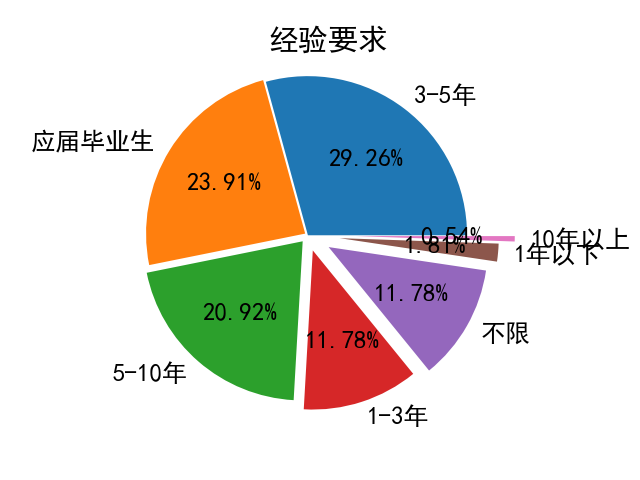 经验要求
3-5年
29.26%
应届毕业生
23.91%
5-10年
20.92%
1-3年
11.78%
不限
11.78%
1年以下
1.81%
10年以上
0.54%